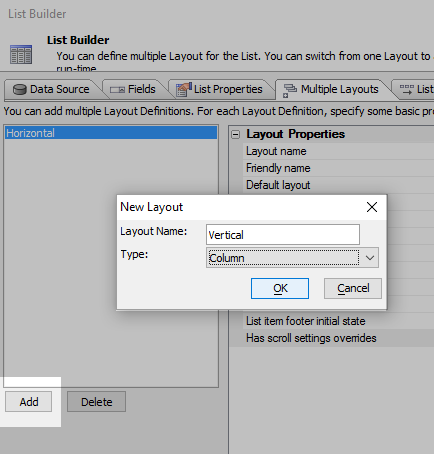 List Builder
List Builder
You can define multiple Layout for the List. You can switch from one Layout to
run-time.
Data Source
Fields
List Properties
Multiple Layouts
List
You can add multiple Layout Definitions. For each Layout Definition, specify some basic pr
Horizontal
Layout Properties
Layout name
Friendly name
Default layout
New Layout
Layout Name:
Vertical
Type:
Column
OK
Cancel
List item footer initial state
Has scroll settings overrides
Add
Delete